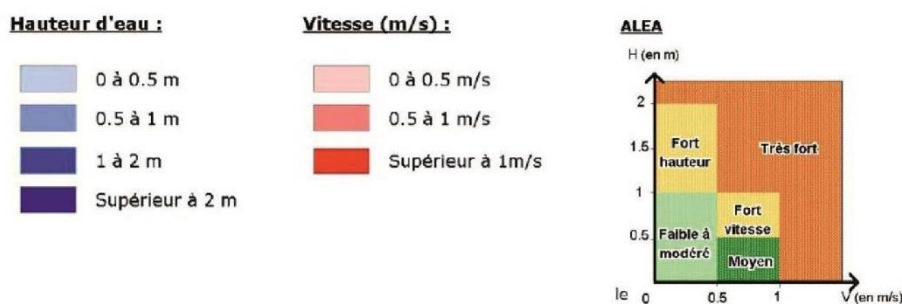 Hauteur d'eau :
0 à 0.5 m
0.5 à 1 m
1 à 2 m
Supérieur à 2 m
Vitesse (m/s) :
0 à 0.5 m/s
0.5 à 1 m/s
Supérieur à 1m/s
ALEA
H (en m)
2
1.5
1
0.5
Fort
hauteur
Très fort
Faible à
modéré
Fort
vitesse
Moyen
le 0 0.5 1 V (en m/s)